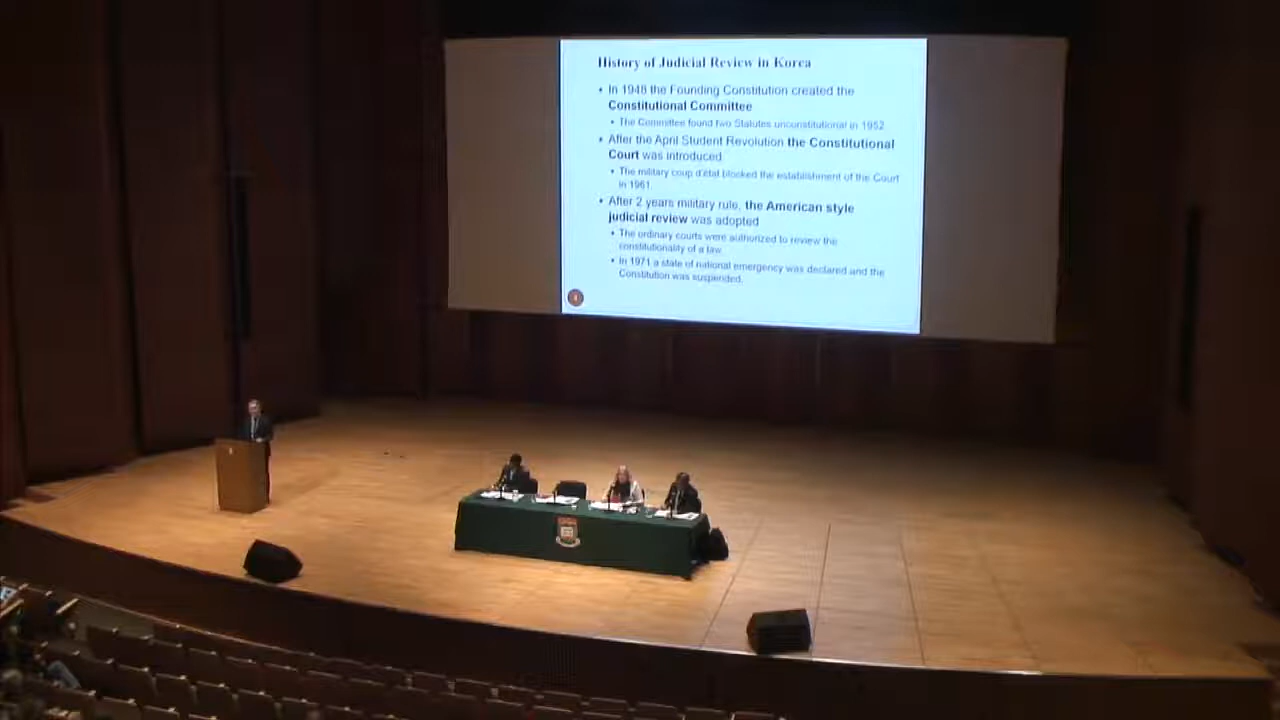 History of Judicial Review in Korea
• In 1948 the Founding Constitution created the
Constitutional Committee
• The Committee found two Statutes unconstitutional in 1952
• After the April Student Revolution the Constitutional
Court was introduced
• The military coup d'état blocked the establishment of the Court
in 1961.
• After 2 years military rule, the American style
judicial review was adopted
• The ordinary courts were authorized to review the
constitutionality of a law.
• In 1971 a state of national emergency was declared and the
Constitution was suspended.